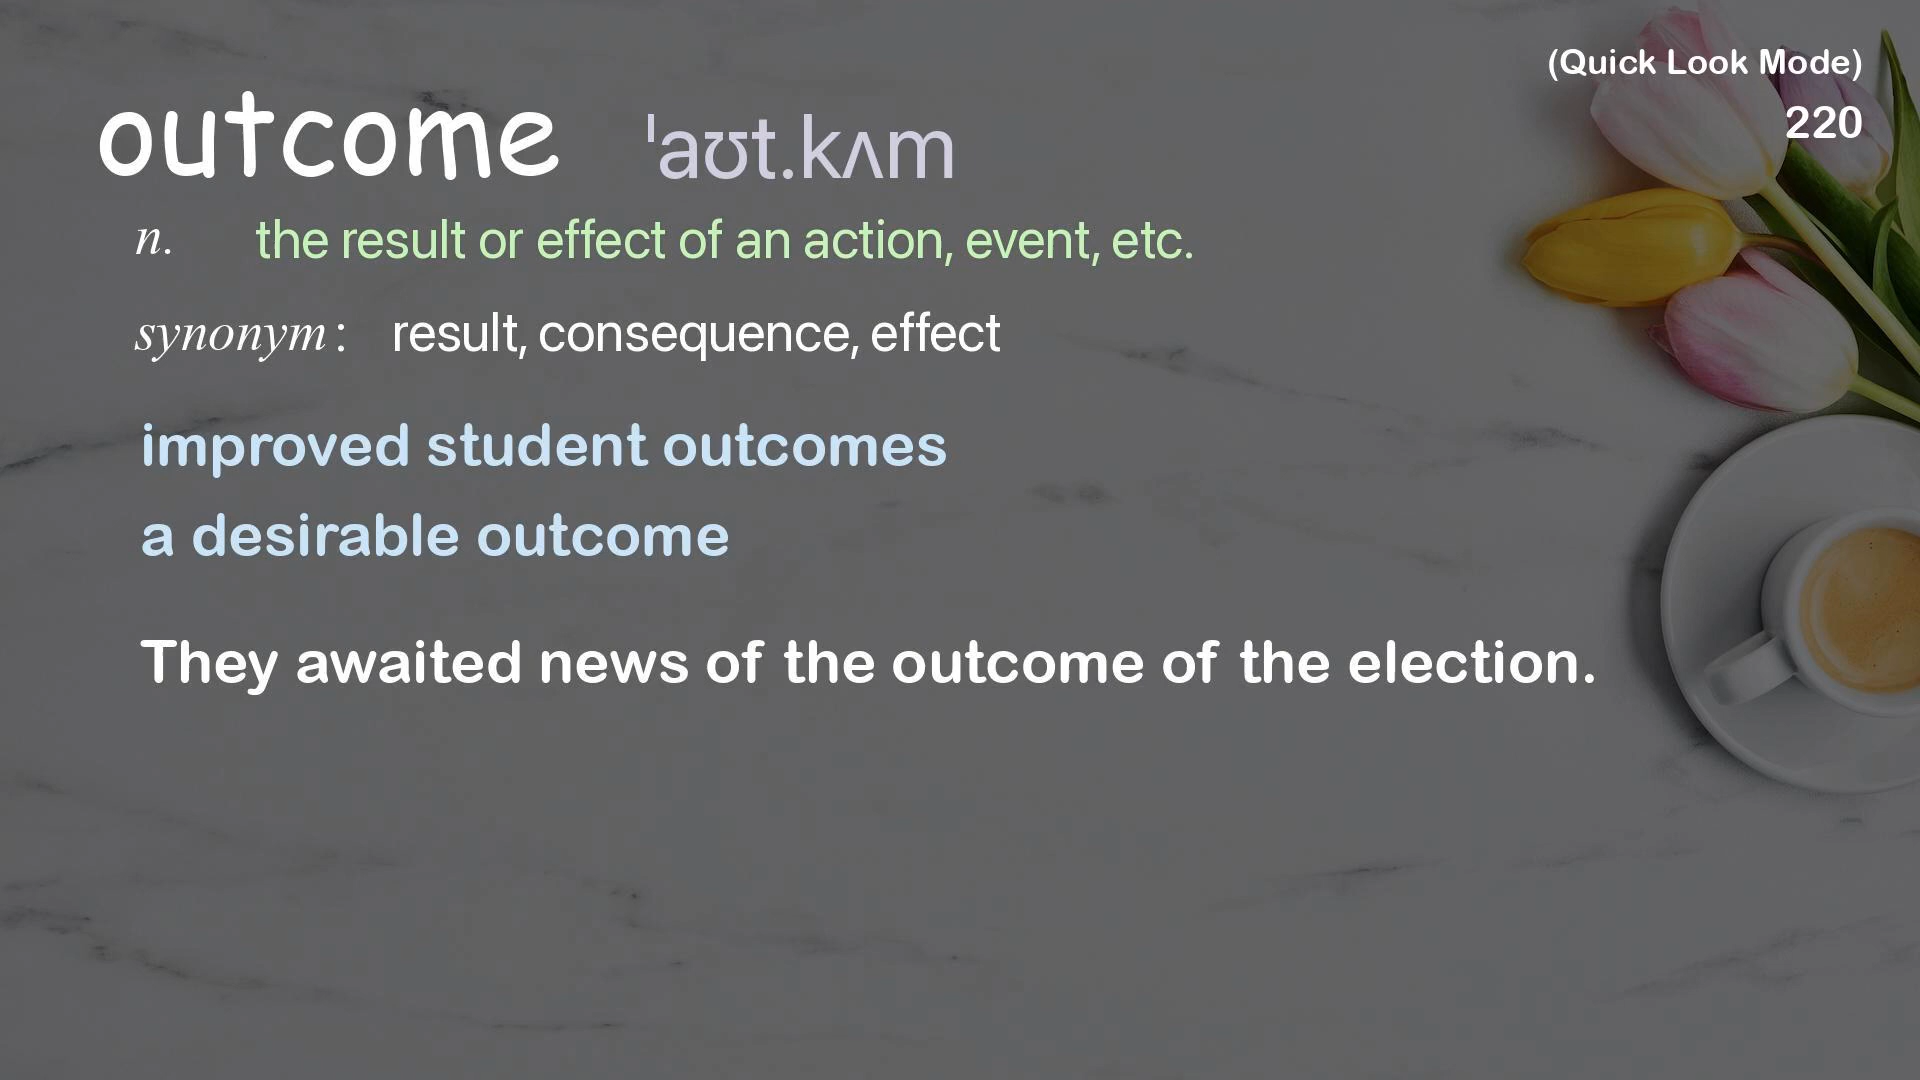 (Quick Look Mode)
220
outcome ˈaʊt.kʌm
n. the result or effect of an action, event, etc.
synonym: result, consequence, effect
improved student outcomes
a desirable outcome
They awaited news of the outcome of the election.